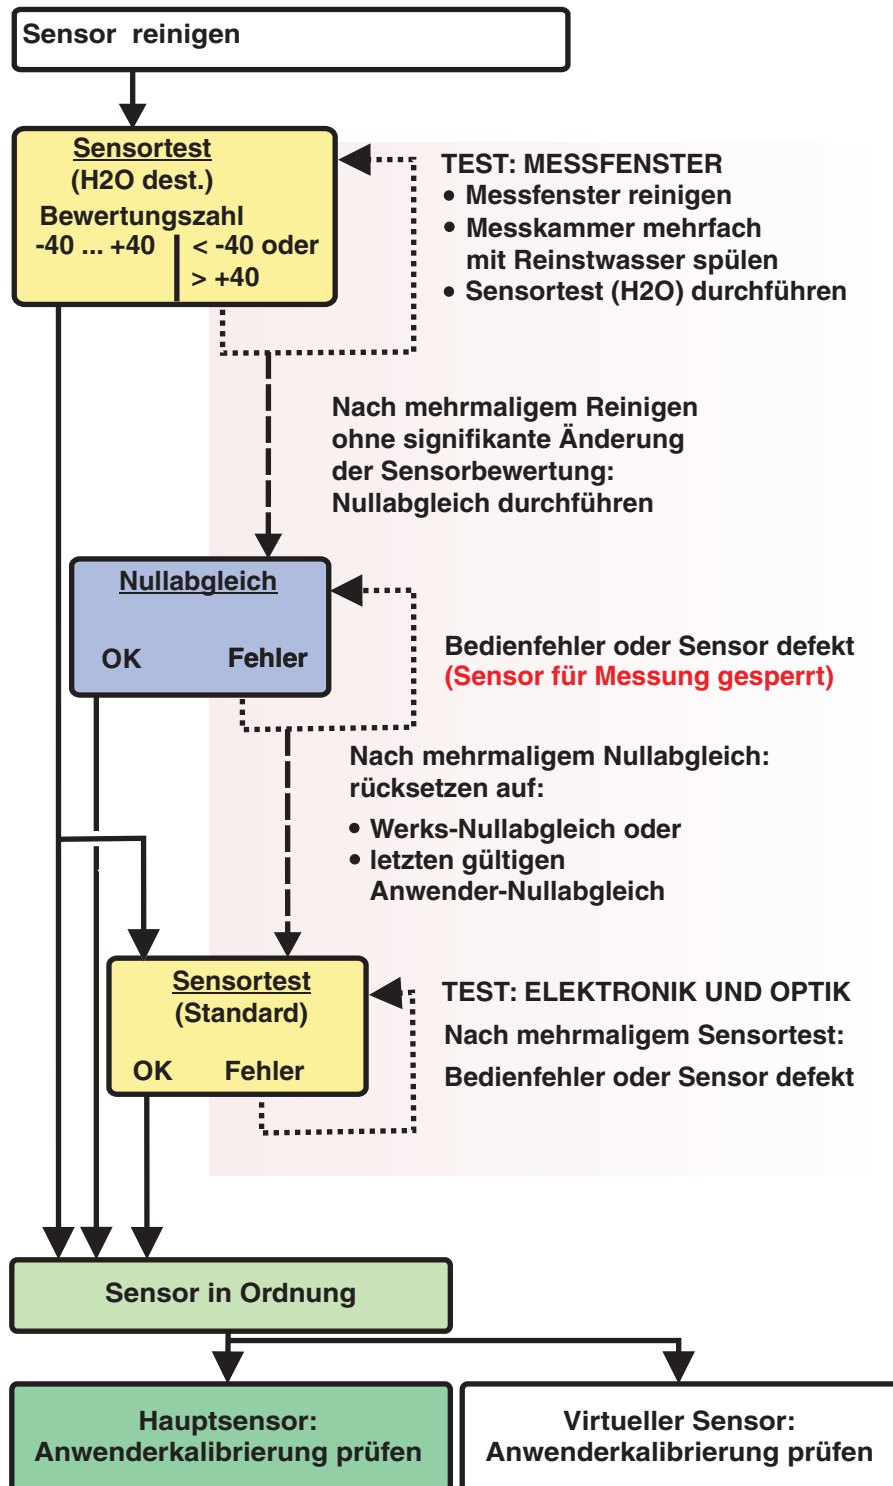 Sensor reinigen
Sensortest
(H2O dest.)
Bewertungszahl
-40 ... +40
< -40 oder
> +40
TEST: MESSFENSTER
• Messfenster reinigen
• Messkammer mehrfach
mit Reinstwasser spülen
• Sensortest (H2O) durchführen
Nach mehrmaligem Reinigen
ohne signifikante Änderung
der Sensorbewertung:
Nullabgleich durchführen
Nullabgleich
OK Fehler
Bedienfehler oder Sensor defekt
(Sensor für Messung gesperrt)
Nach mehrmaligem Nullabgleich:
rücksetzen auf:
• Werks-Nullabgleich oder
• letzten gültigen
Anwender-Nullabgleich
Sensortest
(Standard)
OK Fehler
TEST: ELEKTRONIK UND OPTIK
Nach mehrmaligem Sensortest:
Bedienfehler oder Sensor defekt
Sensor in Ordnung
Hauptsensor:
Anwenderkalibrierung prüfen
Virtueller Sensor:
Anwenderkalibrierung prüfen